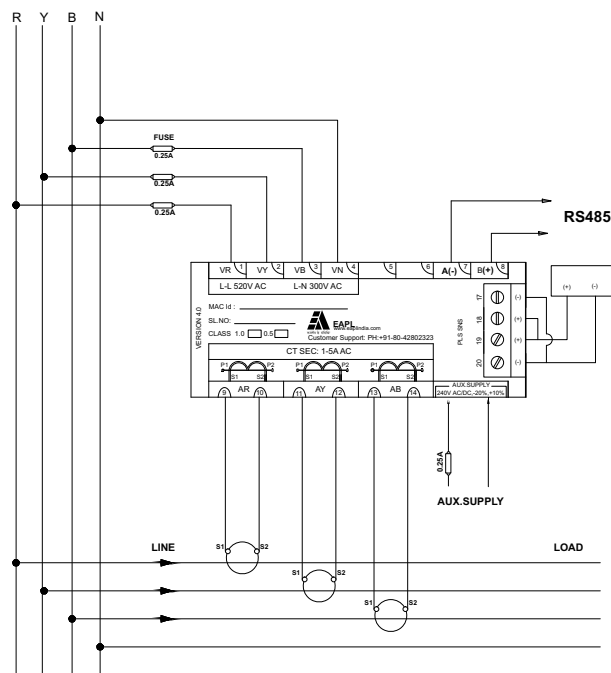 R Y B N
FUSE
0.25A
0.25A
0.25A
RS485
VR 1 VY 2 VB 3 VN 4 5 6 A(-) 7 B(+) 8
L-L 520V AC L-N 300V AC
VERSION 4.0
MAC Id :
SL.NO:
CLASS 1.0 0.5
EAPL
www.eaplindia.com
Customer Support: PH:+91-80-42802323
PLS SNS
17 (-)
18 (+)
19 (+)
20 (-)
(+) (-)
CT SEC: 1-5A AC
P1 P2 P1 P2 P1 P2
S1 S2 S1 S2 S1 S2
9 AR 10 11 AY 12 13 AB 14
AUX.SUPPLY
240V AC/DC,-20%,+10%
0.25A
AUX.SUPPLY
LINE S1 S2 LOAD
S1 S2
S1 S2